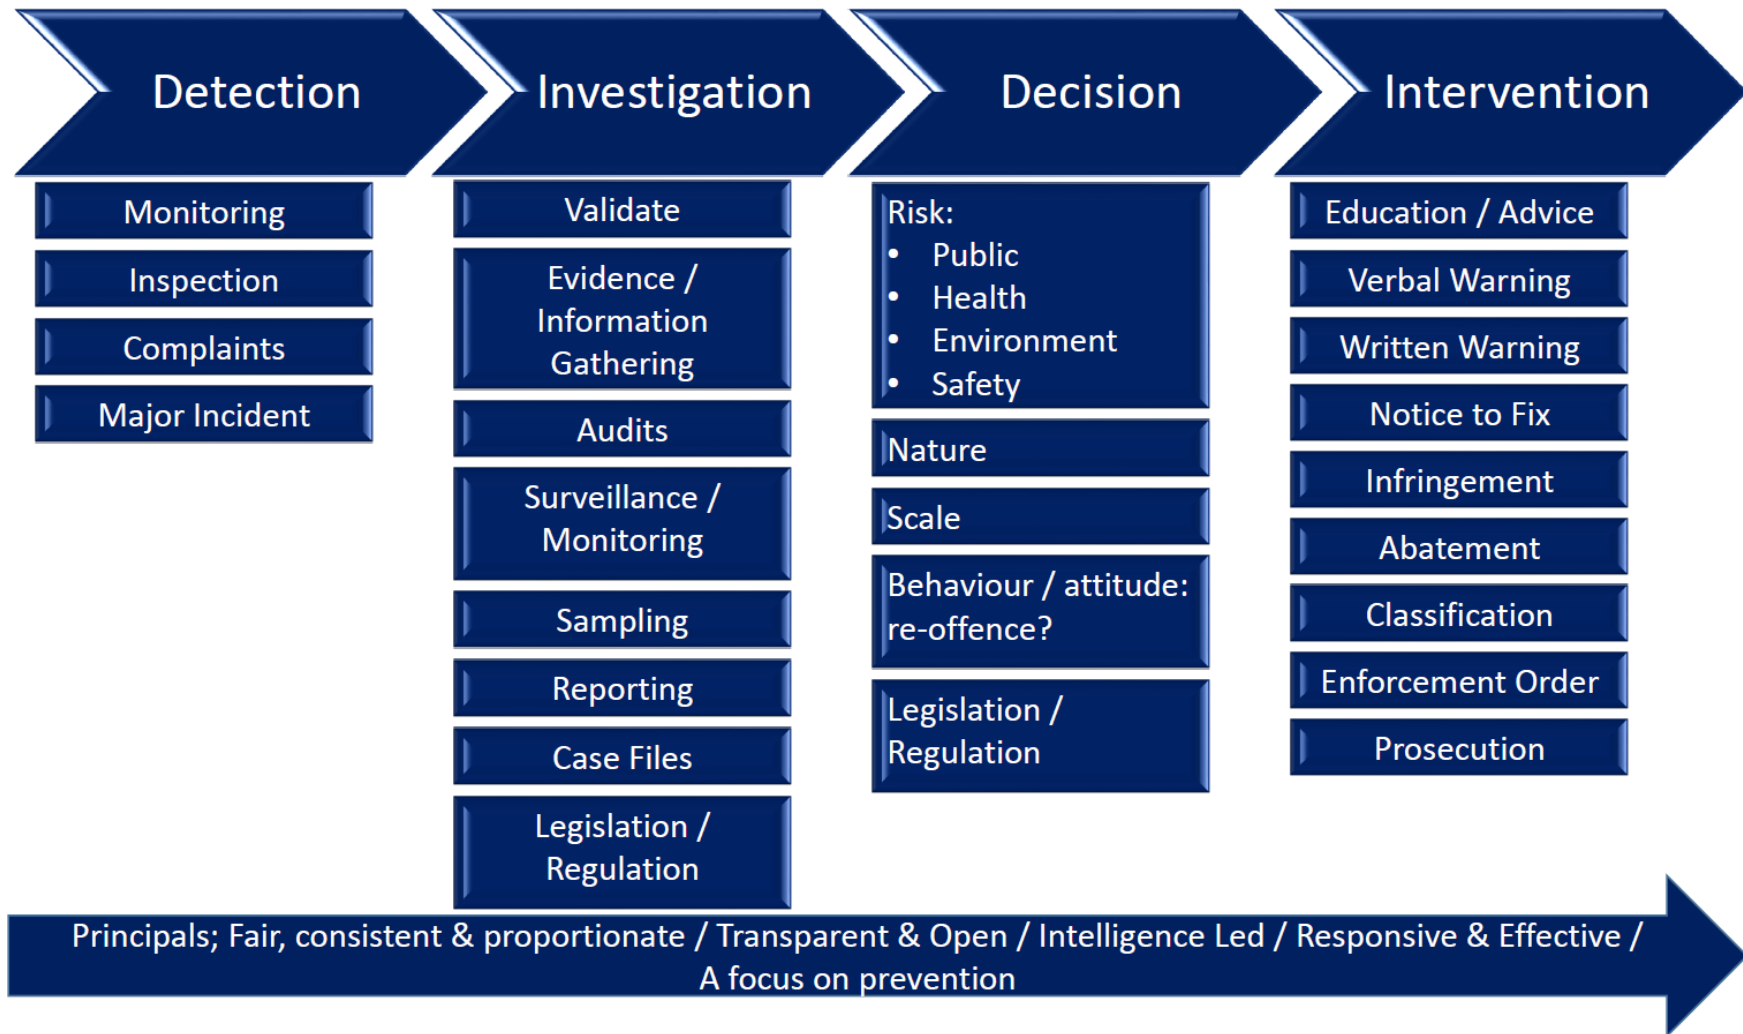 Detection
Investigation
Decision
Intervention
Monitoring
Inspection
Complaints
Major Incident
Validate
Evidence /
Information
Gathering
Audits
Surveillance /
Monitoring
Sampling
Reporting
Case Files
Legislation /
Regulation
Risk:
• Public
• Health
• Environment
• Safety
Nature
Scale
Behaviour / attitude:
re-offence?
Legislation /
Regulation
Education / Advice
Verbal Warning
Written Warning
Notice to Fix
Infringement
Abatement
Classification
Enforcement Order
Prosecution
Principals; Fair, consistent & proportionate / Transparent & Open / Intelligence Led / Responsive & Effective /
A focus on prevention